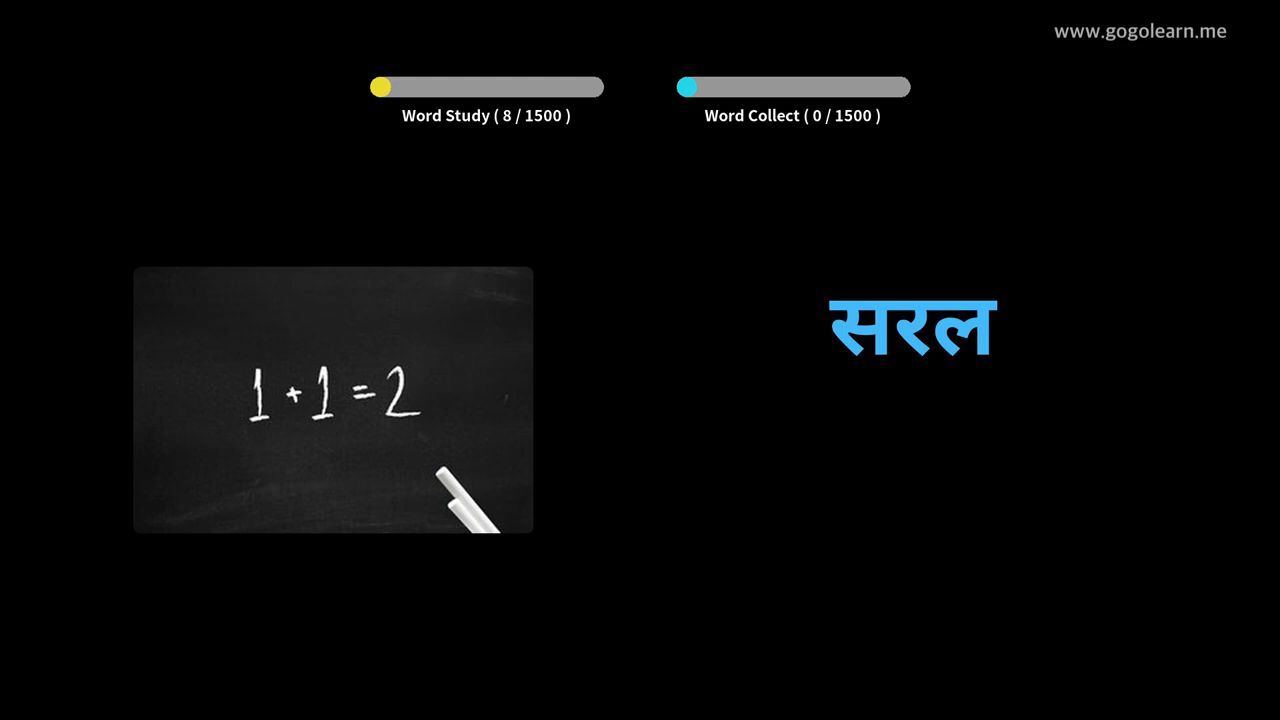 www.gogolearn.me
Word Study ( 8 / 1500 )
Word Collect ( 0 / 1500 )
सरल
1 + 1 = 2